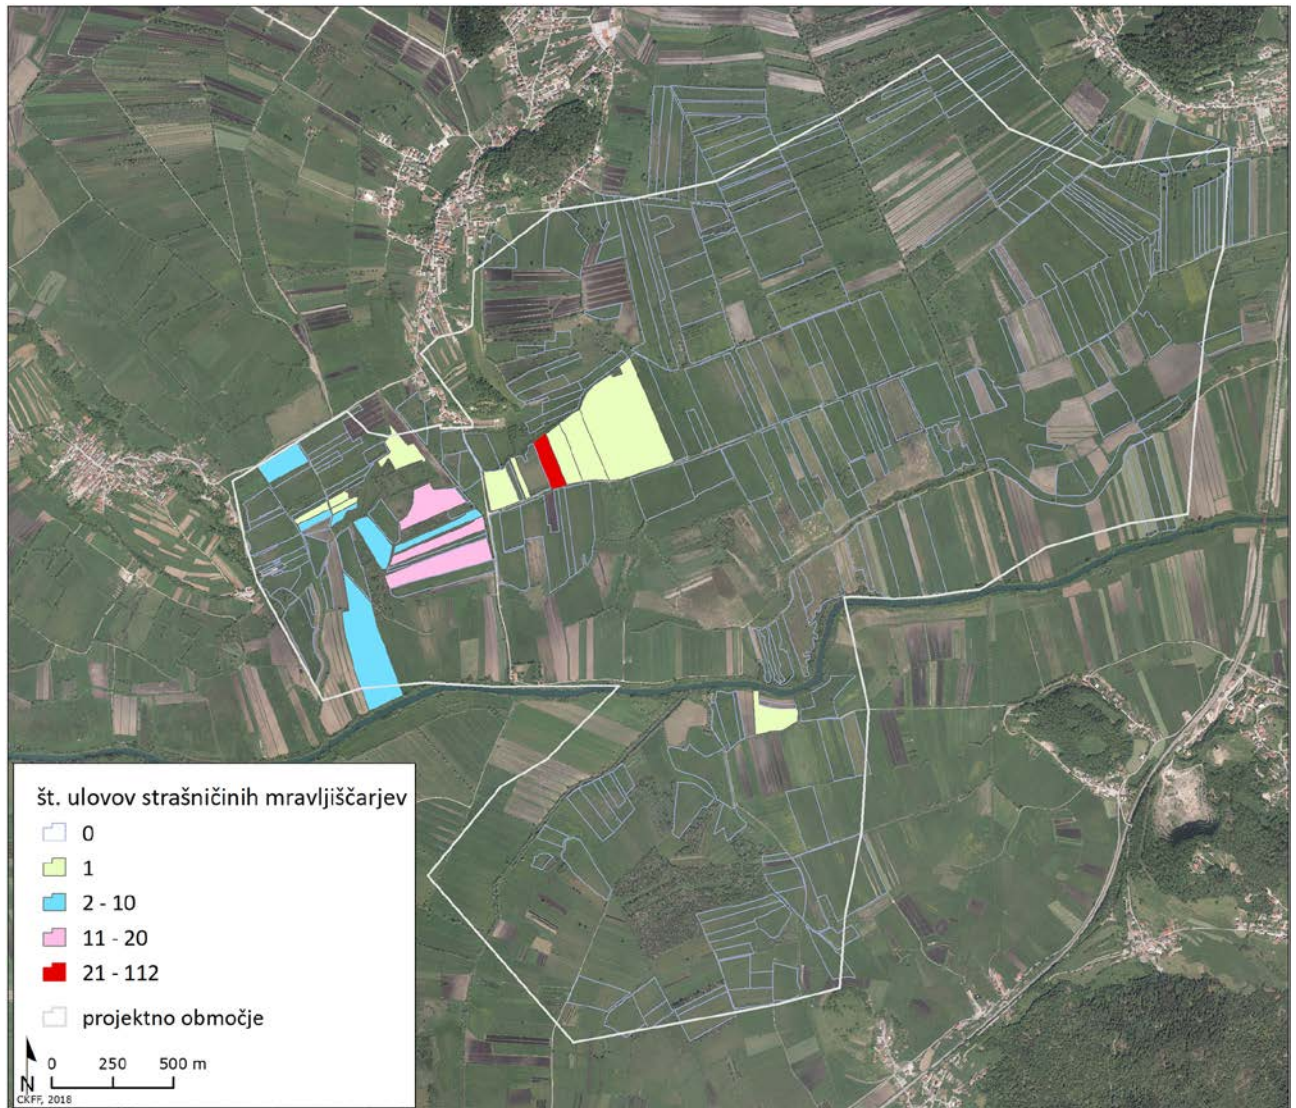 št. ulovov strašničinih mravljiščarjev
0
1
2 - 10
11 - 20
21 - 112
projektno območje
0 250 500 m
N
CKFF, 2018